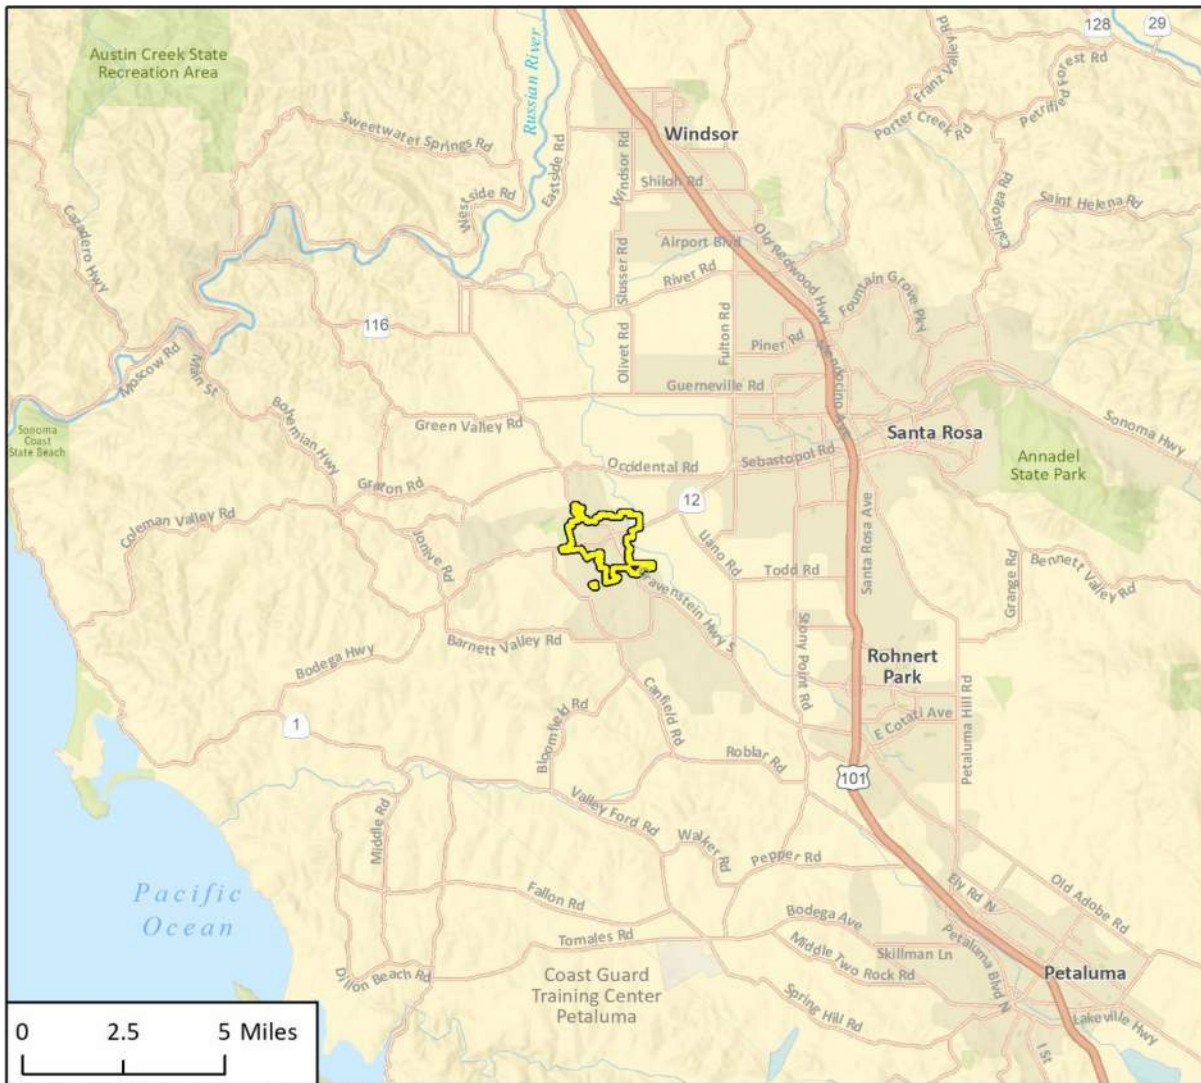 128
29
Austin Creek State
Recreation Area
Russian River
Franz Valley Rd
Petrified Forest Rd
Porter Creek Rd
Windsor
Sweetwater Springs Rd
Eastside Rd
Windsor Rd
Shiloh Rd
Westside Rd
Calistoga Rd
Saint Helena Rd
Cazadero Hwy
Airport Blvd
Old Redwood Hwy
Slusser Rd
River Rd
Fountain Grove Pkwy
116
Fulton Rd
Piner Rd
Mendocino Ave
Moscow Rd
Main St
Olivet Rd
Guerneville Rd
Bohemian Hwy
Green Valley Rd
Santa Rosa
Sonoma Hwy
Sonoma
Coast
State Beach
Annadel
State Park
Occidental Rd
Sebastopol Rd
Graton Rd
12
Coleman Valley Rd
Jonive Rd
Llano Rd
Todd Rd
Santa Rosa Ave
Grange Rd
Bennett Valley Rd
Gravenstein Hwy S
Barnett Valley Rd
Stony Point Rd
Bodega Hwy
Rohnert
Park
Canfield Rd
Bloomfield Rd
E Cotati Ave
Petaluma Hill Rd
1
Roblar Rd
101
Valley Ford Rd
Middle Rd
Walker Rd
Pepper Rd
Pacific
Ocean
Fallon Rd
Ely Rd N
Old Adobe Rd
Bodega Ave
Tomales Rd
Skillman Ln
Petaluma Blvd N
Middle Two Rock Rd
Dillon Beach Rd
Coast Guard
Training Center
Petaluma
Petaluma
Spring Hill Rd
Lakeville Hwy
I St
0 2.5 5 Miles